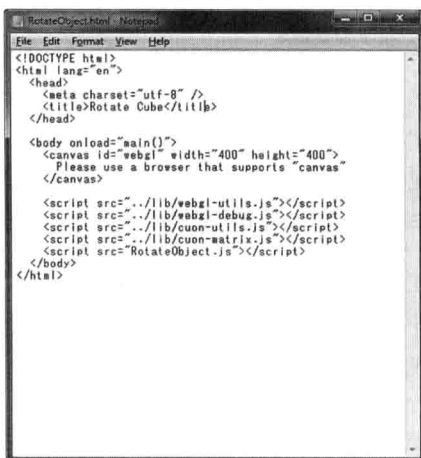 RotateObject.html - Notepad
File Edit Format View Help
<!DOCTYPE html>
<html lang="en">
<head>
<meta charset="utf-8" />
<title>Rotate Cube</title>
</head>
<body onload="main()">
<canvas id="webgl" width="400" height="400">
Please use a browser that supports "canvas"
</canvas>
<script src="../lib/webgl-utils.js"></script>
<script src="../lib/webgl-debug.js"></script>
<script src="../lib/cuon-utils.js"></script>
<script src="../lib/cuon-matrix.js"></script>
<script src="RotateObject.js"></script>
</body>
</html>